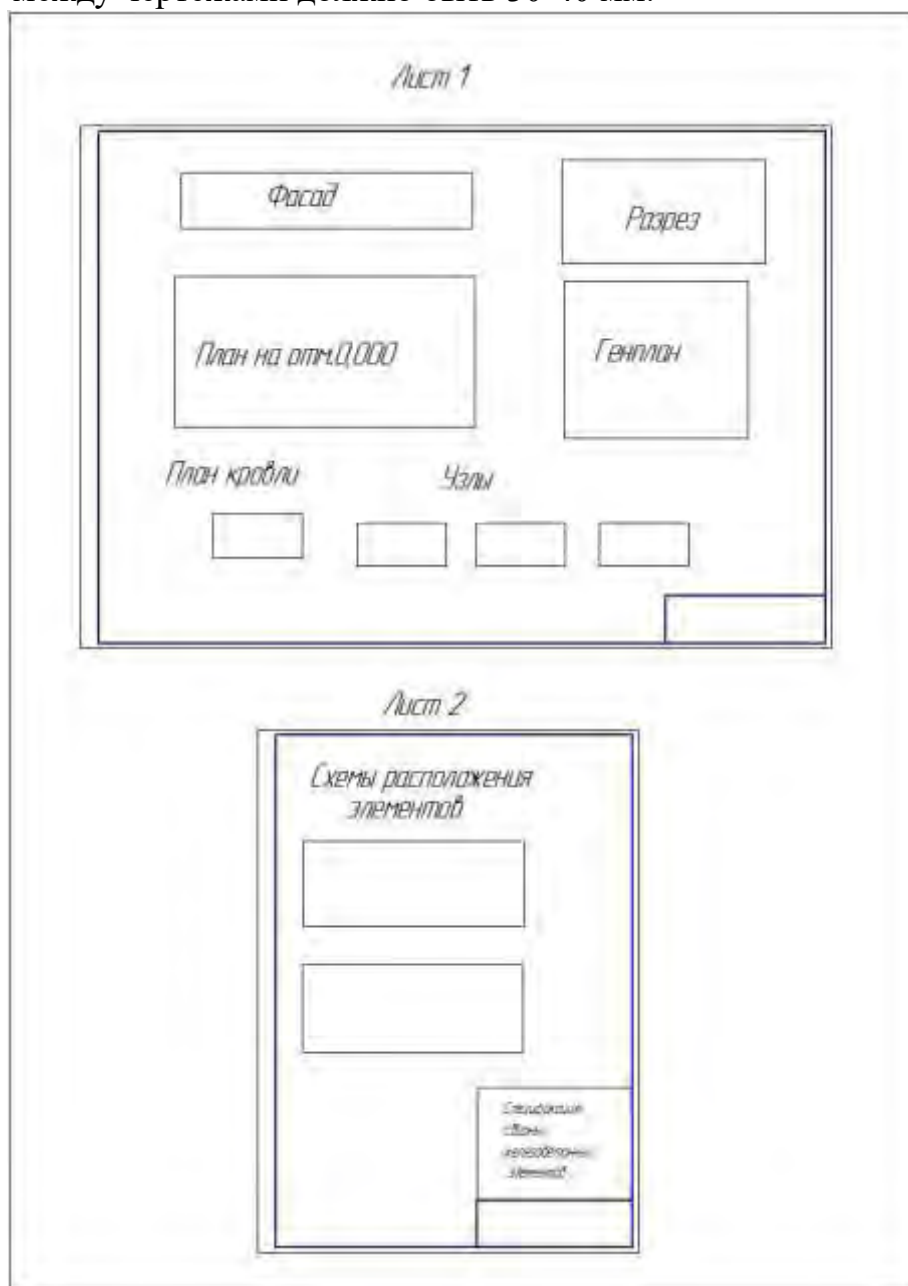 между чертежами должно быть 30-40 мм.
Лист 1
Фасад
Разрез
План на отм.0,000
Генплан
План кровли
Узлы
Лист 2
Схемы расположения
элементов
Спецификация
сборных
железобетонных
элементов